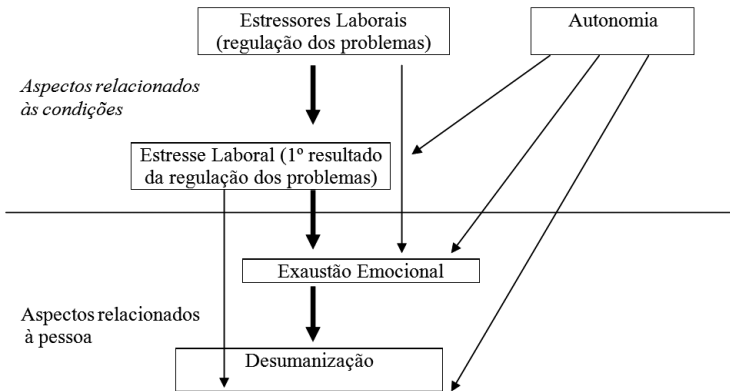 Estressores Laborais
(regulação dos problemas)
Autonomia
Aspectos relacionados
às condições
Estresse Laboral (1º resultado
da regulação dos problemas)
Exaustão Emocional
Aspectos relacionados
à pessoa
Desumanização